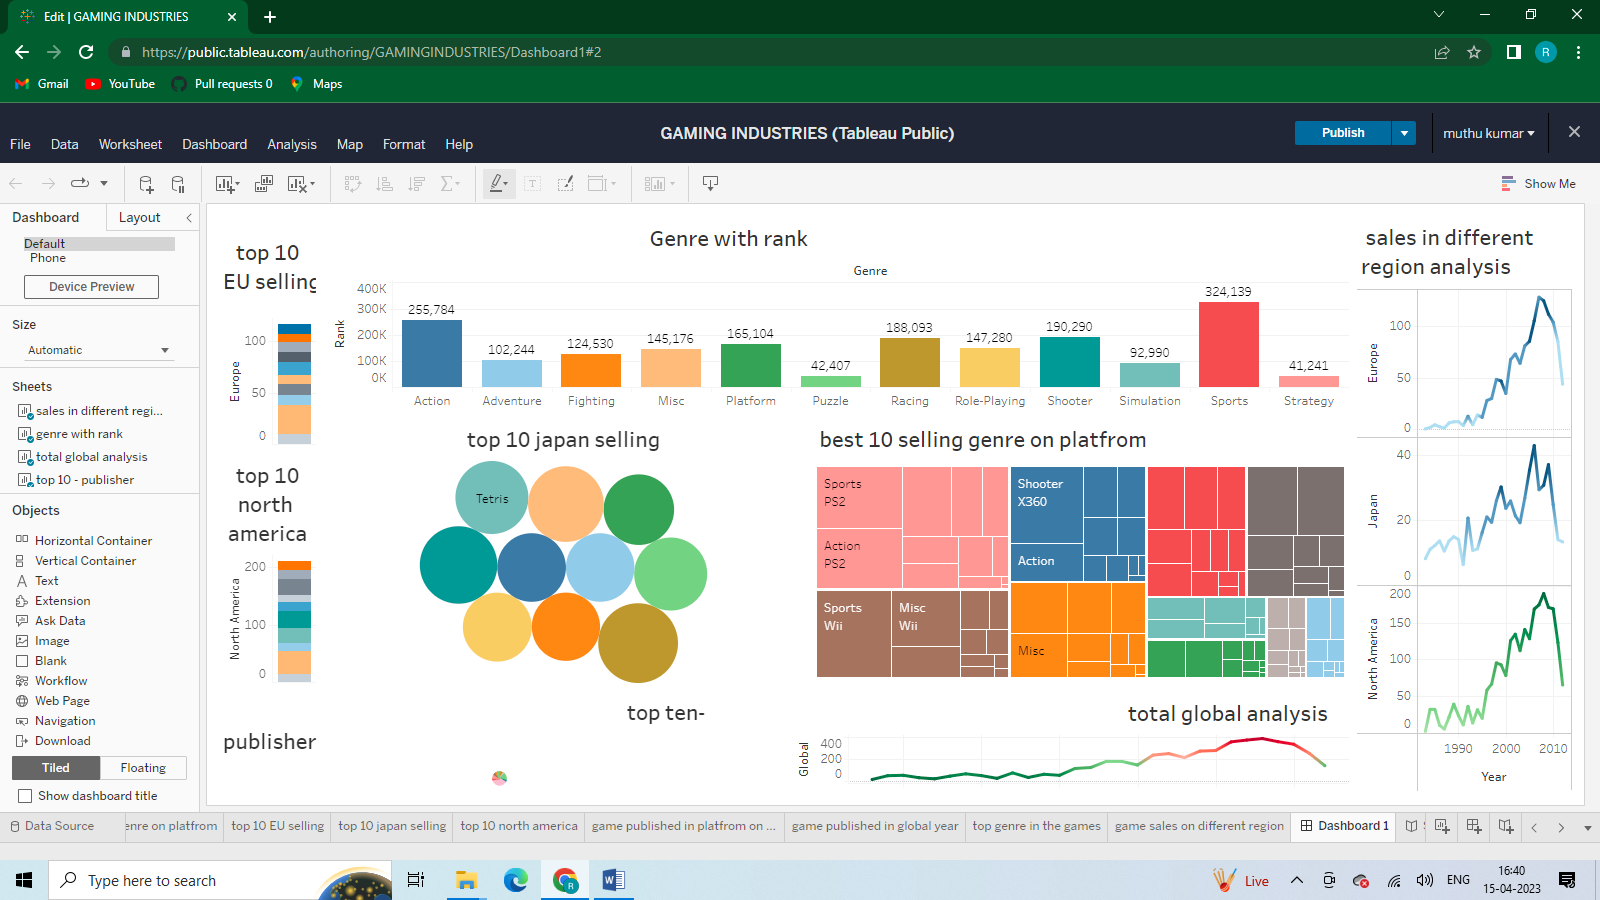 Edit | GAMING INDUSTRIES
https://public.tableau.com/authoring/GAMINGINDUSTRIES/Dashboard1#2
R
Gmail
YouTube
Pull requests 0
Maps
GAMING INDUSTRIES (Tableau Public)
Publish
muthu kumar
File Data Worksheet Dashboard Analysis Map Format Help
Show Me
Dashboard
Layout
Default
Phone
Device Preview
Size
Automatic
Sheets
sales in different regi...
genre with rank
total global analysis
top 10 - publisher
Objects
Horizontal Container
Vertical Container
Text
Extension
Ask Data
Image
Blank
Workflow
Web Page
Navigation
Download
Tiled
Floating
Show dashboard title
top 10
EU selling
Europe
100
50
0
top 10
north
america
North America
200
100
0
publisher
Genre with rank
Genre
Rank
400K
300K
200K
100K
0K
255,784
102,244
124,530
145,176
165,104
42,407
188,093
147,280
190,290
92,990
324,139
41,241
Action
Adventure
Fighting
Misc
Platform
Puzzle
Racing
Role-Playing
Shooter
Simulation
Sports
Strategy
top 10 japan selling
Tetris
top ten-
best 10 selling genre on platfrom
Sports
PS2
Action
PS2
Sports
Wii
Misc
Wii
Shooter
X360
Action
Misc
total global analysis
Global
400
200
0
sales in different
region analysis
Europe
100
50
0
Japan
40
20
0
North America
200
150
100
50
0
1990
2000
2010
Year
Data Source
enre on platfrom
top 10 EU selling
top 10 japan selling
top 10 north america
game published in platfrom on ...
game published in global year
top genre in the games
game sales on different region
Dashboard 1
Type here to search
Live
ENG
16:40
15-04-2023